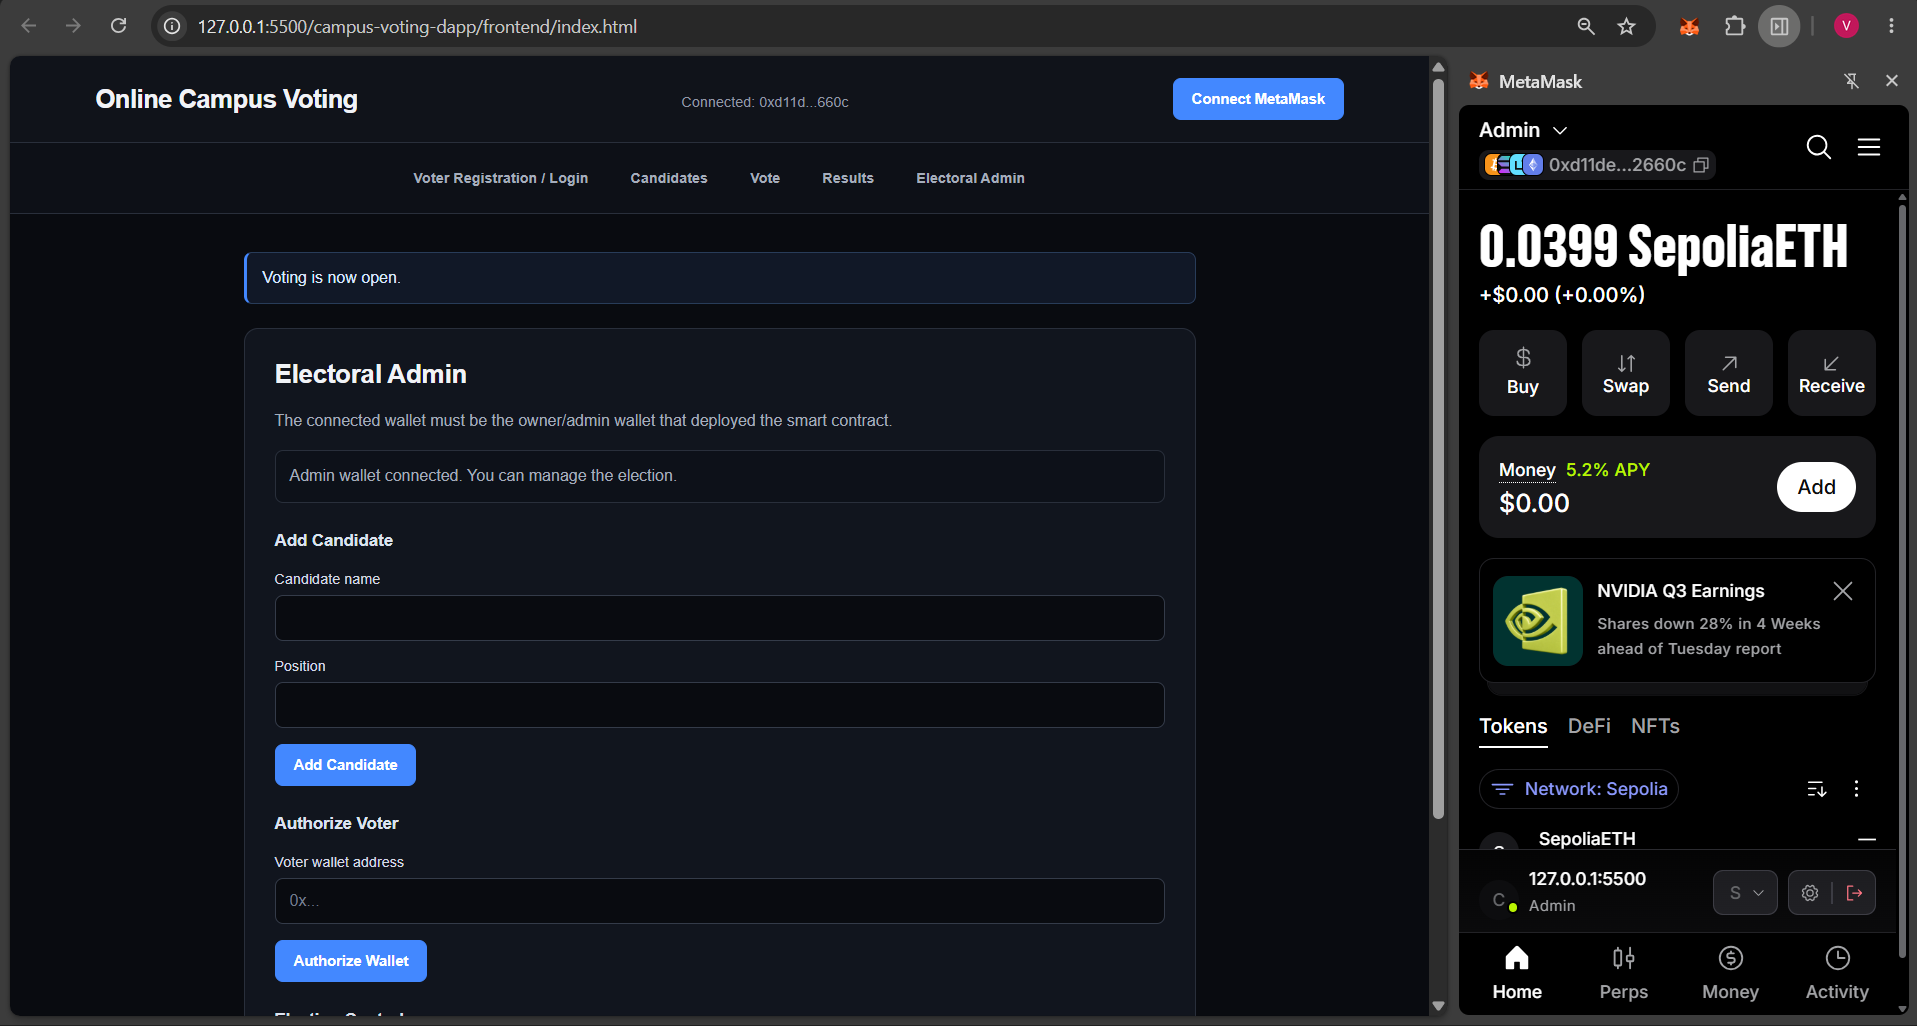 127.0.0.1:5500/campus-voting-dapp/frontend/index.html
V
Online Campus Voting
Connected: 0xd11d...660c
Connect MetaMask
Voter Registration / Login
Candidates
Vote
Results
Electoral Admin
Voting is now open.
Electoral Admin
The connected wallet must be the owner/admin wallet that deployed the smart contract.
Admin wallet connected. You can manage the election.
Add Candidate
Candidate name
Position
Add Candidate
Authorize Voter
Voter wallet address
0x...
Authorize Wallet
MetaMask
Admin
0xd11de...2660c
0.0399 SepoliaETH
+$0.00 (+0.00%)
Buy
Swap
Send
Receive
Money 5.2% APY
$0.00
Add
NVIDIA Q3 Earnings
Shares down 28% in 4 Weeks
ahead of Tuesday report
Tokens
DeFi
NFTs
Network: Sepolia
SepoliaETH
C
127.0.0.1:5500
Admin
S
Home
Perps
Money
Activity